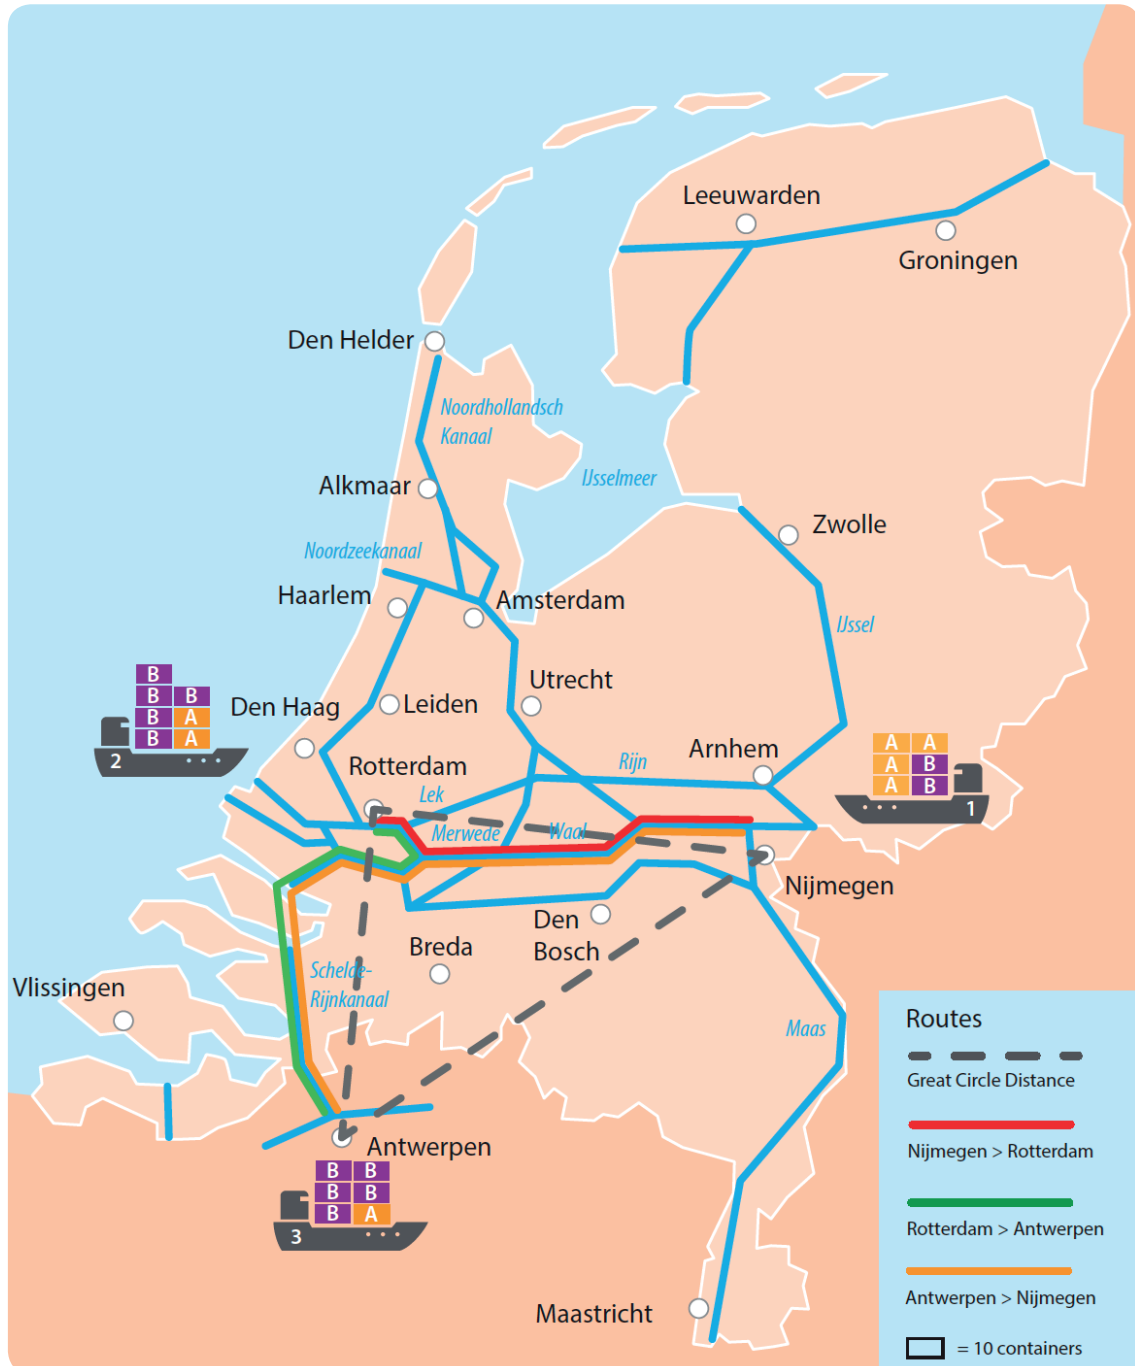 Leeuwarden
Groningen
Den Helder
Noordhollandsch
Kanaal
Alkmaar
IJsselmeer
Zwolle
Noordzeekanaal
Haarlem
Amsterdam
IJssel
Utrecht
Leiden
Den Haag
B
B B
B A
B A
2
Arnhem
Rijn
A A
A B
A B
1
Rotterdam
Lek
Merwede
Waal
Nijmegen
Den
Bosch
Breda
Schelde-
Rijnkanaal
Vlissingen
Maas
Antwerpen
B B
B B
B A
3
Maastricht
Routes
Great Circle Distance
Nijmegen > Rotterdam
Rotterdam > Antwerpen
Antwerpen > Nijmegen
= 10 containers